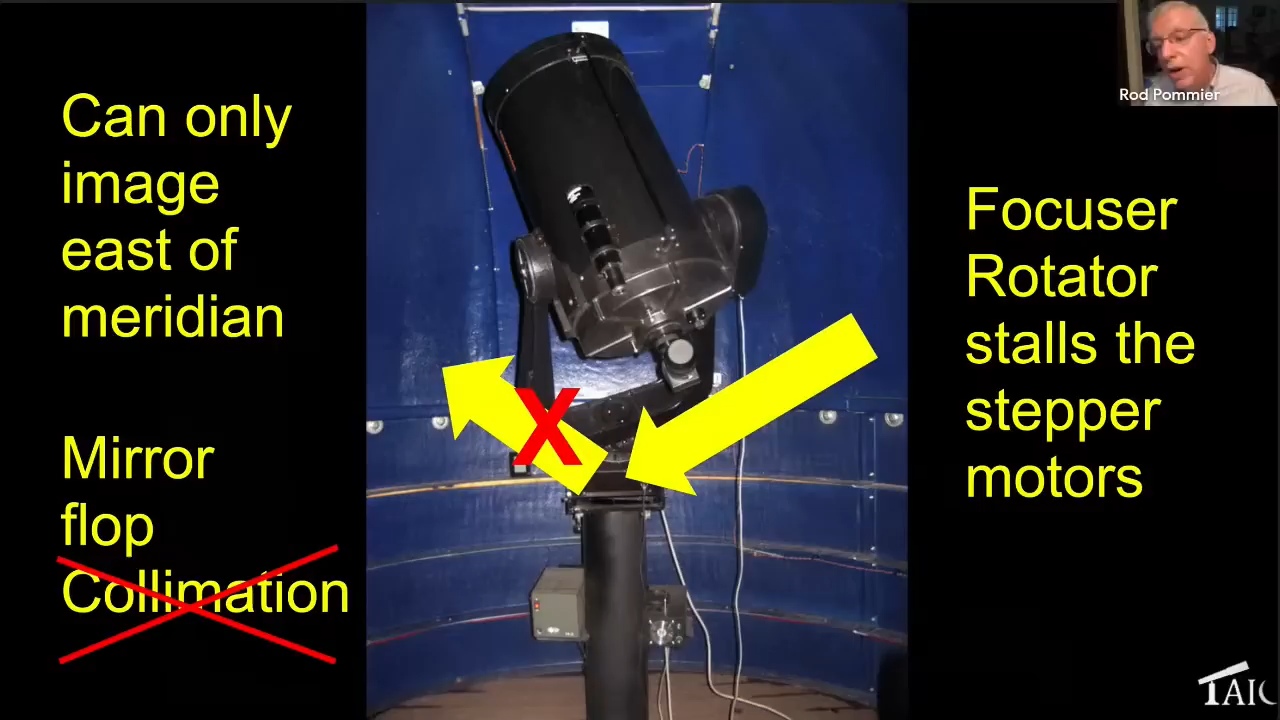 Can only
image
east of
meridian
Mirror
flop
Collimation
X
Focuser
Rotator
stalls the
stepper
motors
Rod Pommier
TAIC